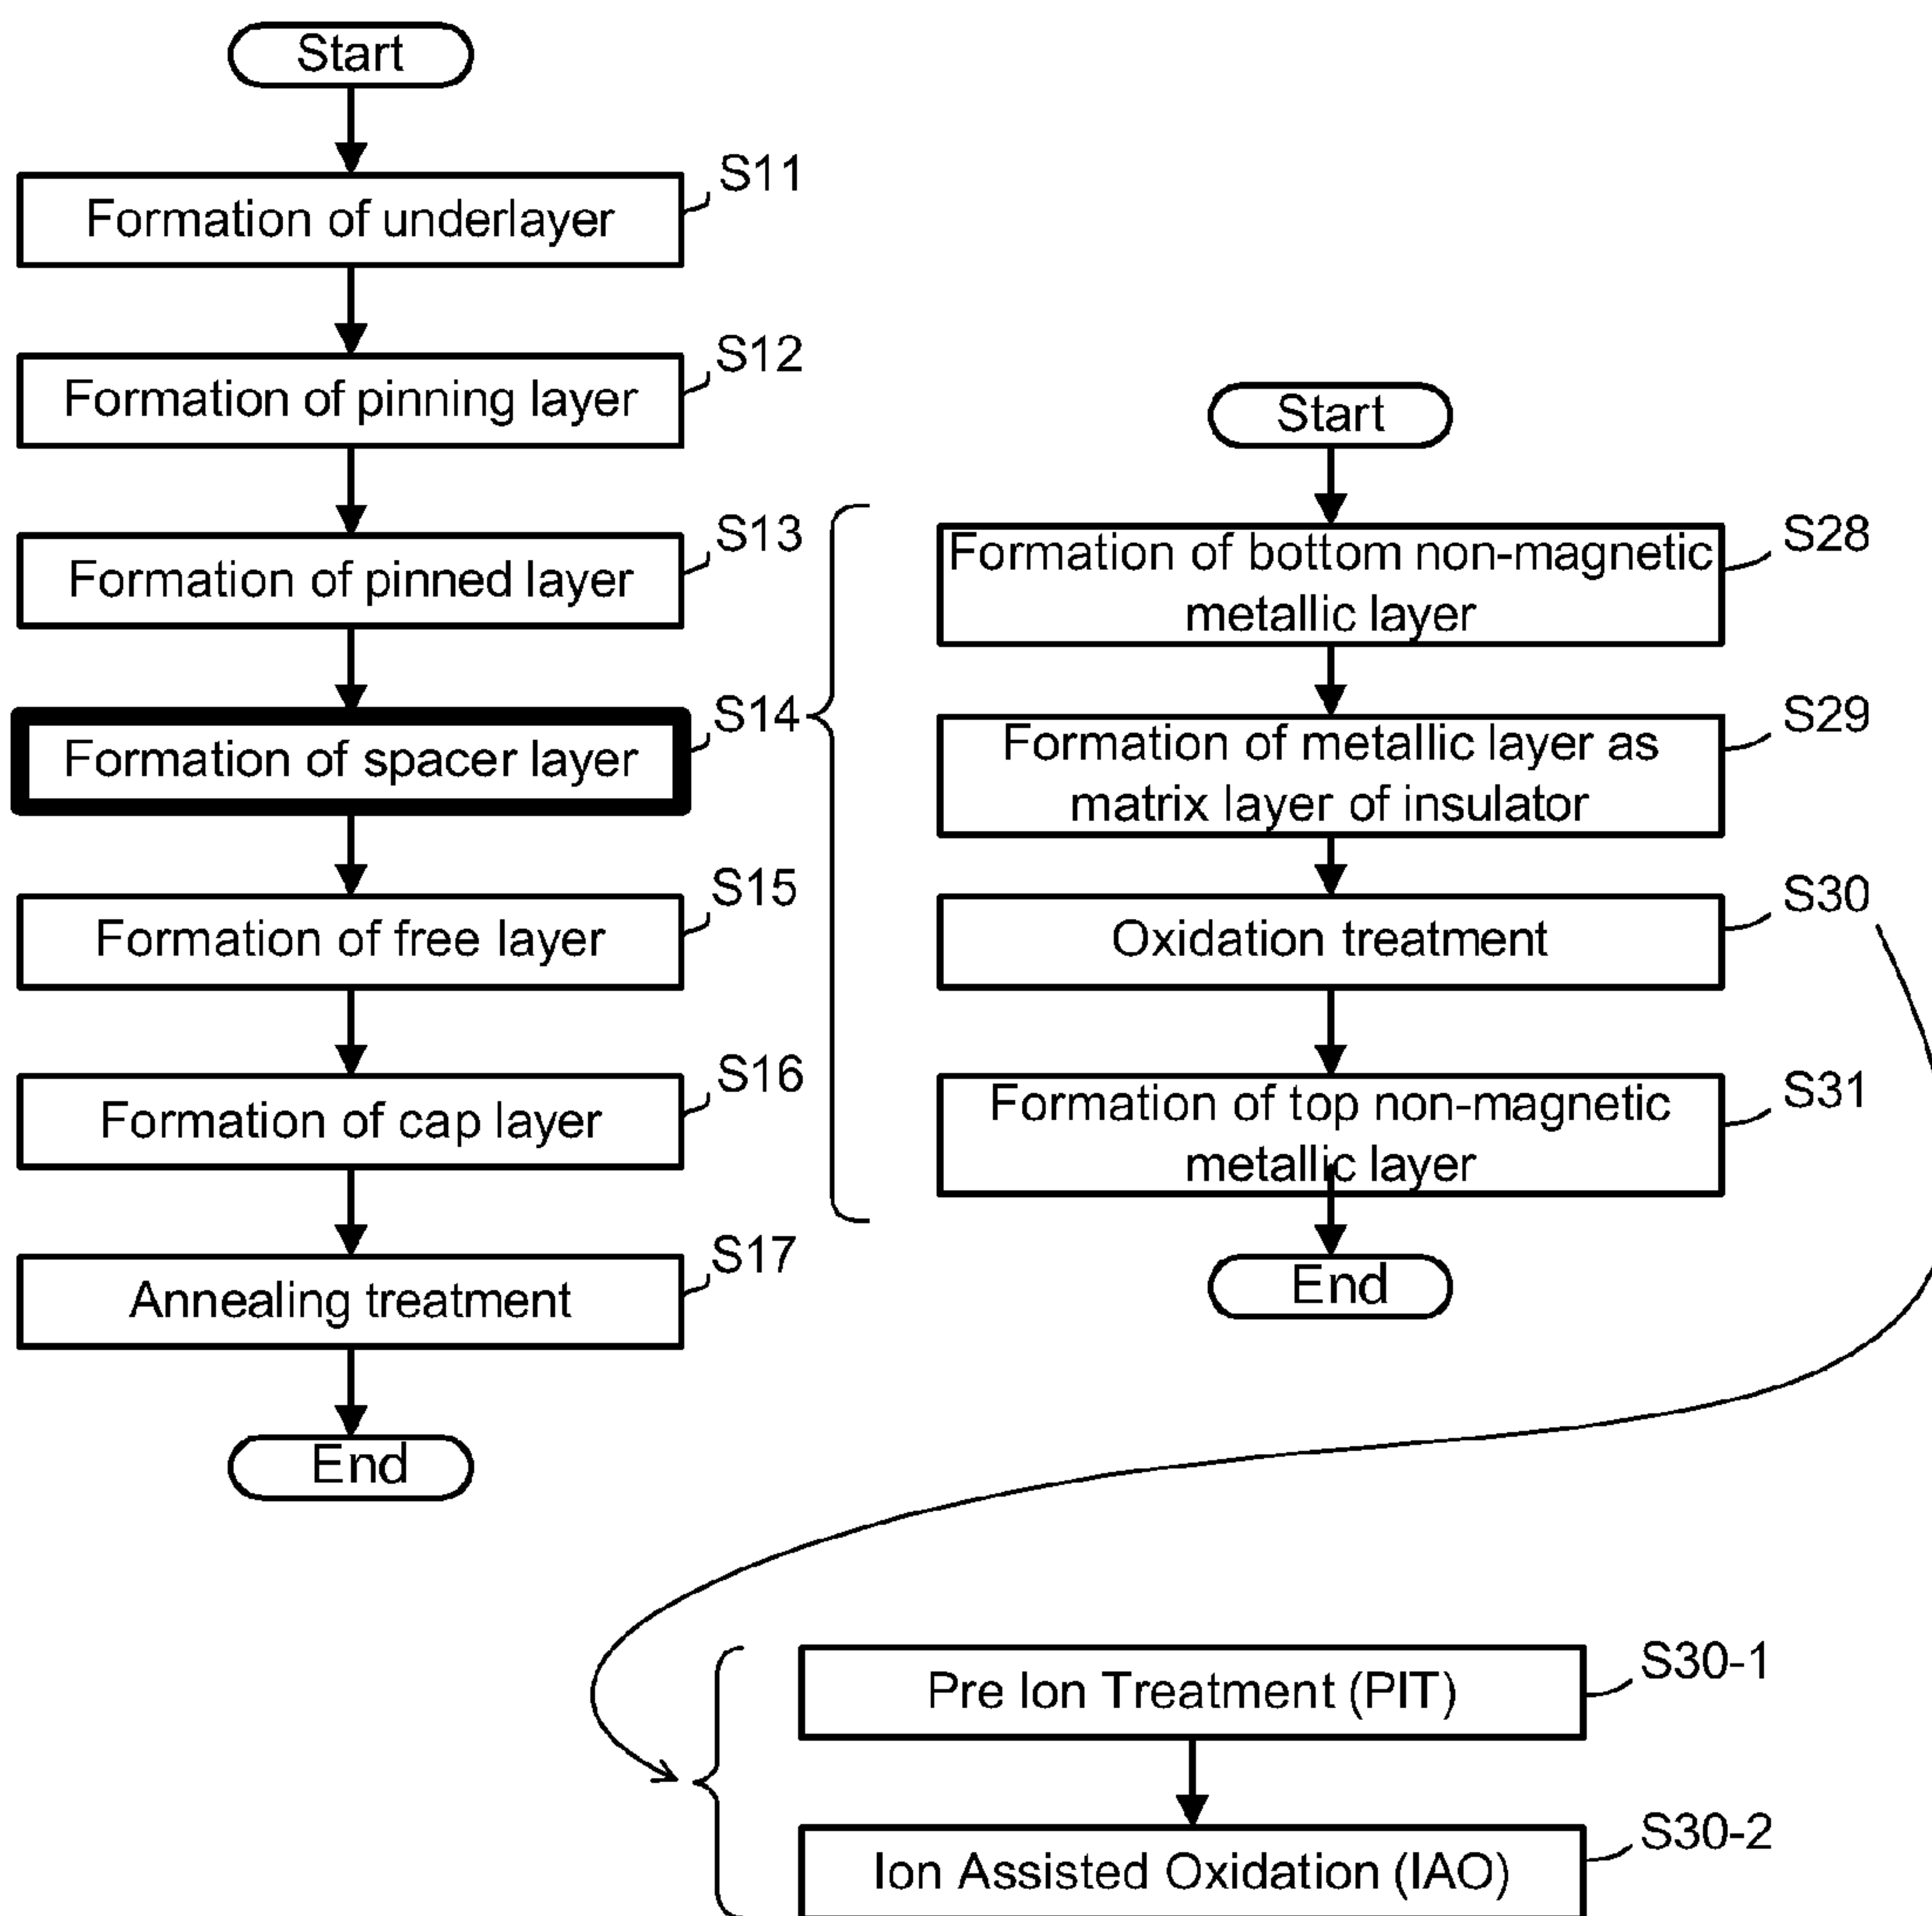 Start
Formation of underlayer
S11
Formation of pinning layer
S12
Formation of pinned layer
S13
Formation of spacer layer
S14
Formation of free layer
S15
Formation of cap layer
S16
Annealing treatment
S17
End
Start
Formation of bottom non-magnetic
metallic layer
S28
Formation of metallic layer as
matrix layer of insulator
S29
Oxidation treatment
S30
Formation of top non-magnetic
metallic layer
S31
End
Pre Ion Treatment (PIT)
S30-1
Ion Assisted Oxidation (IAO)
S30-2